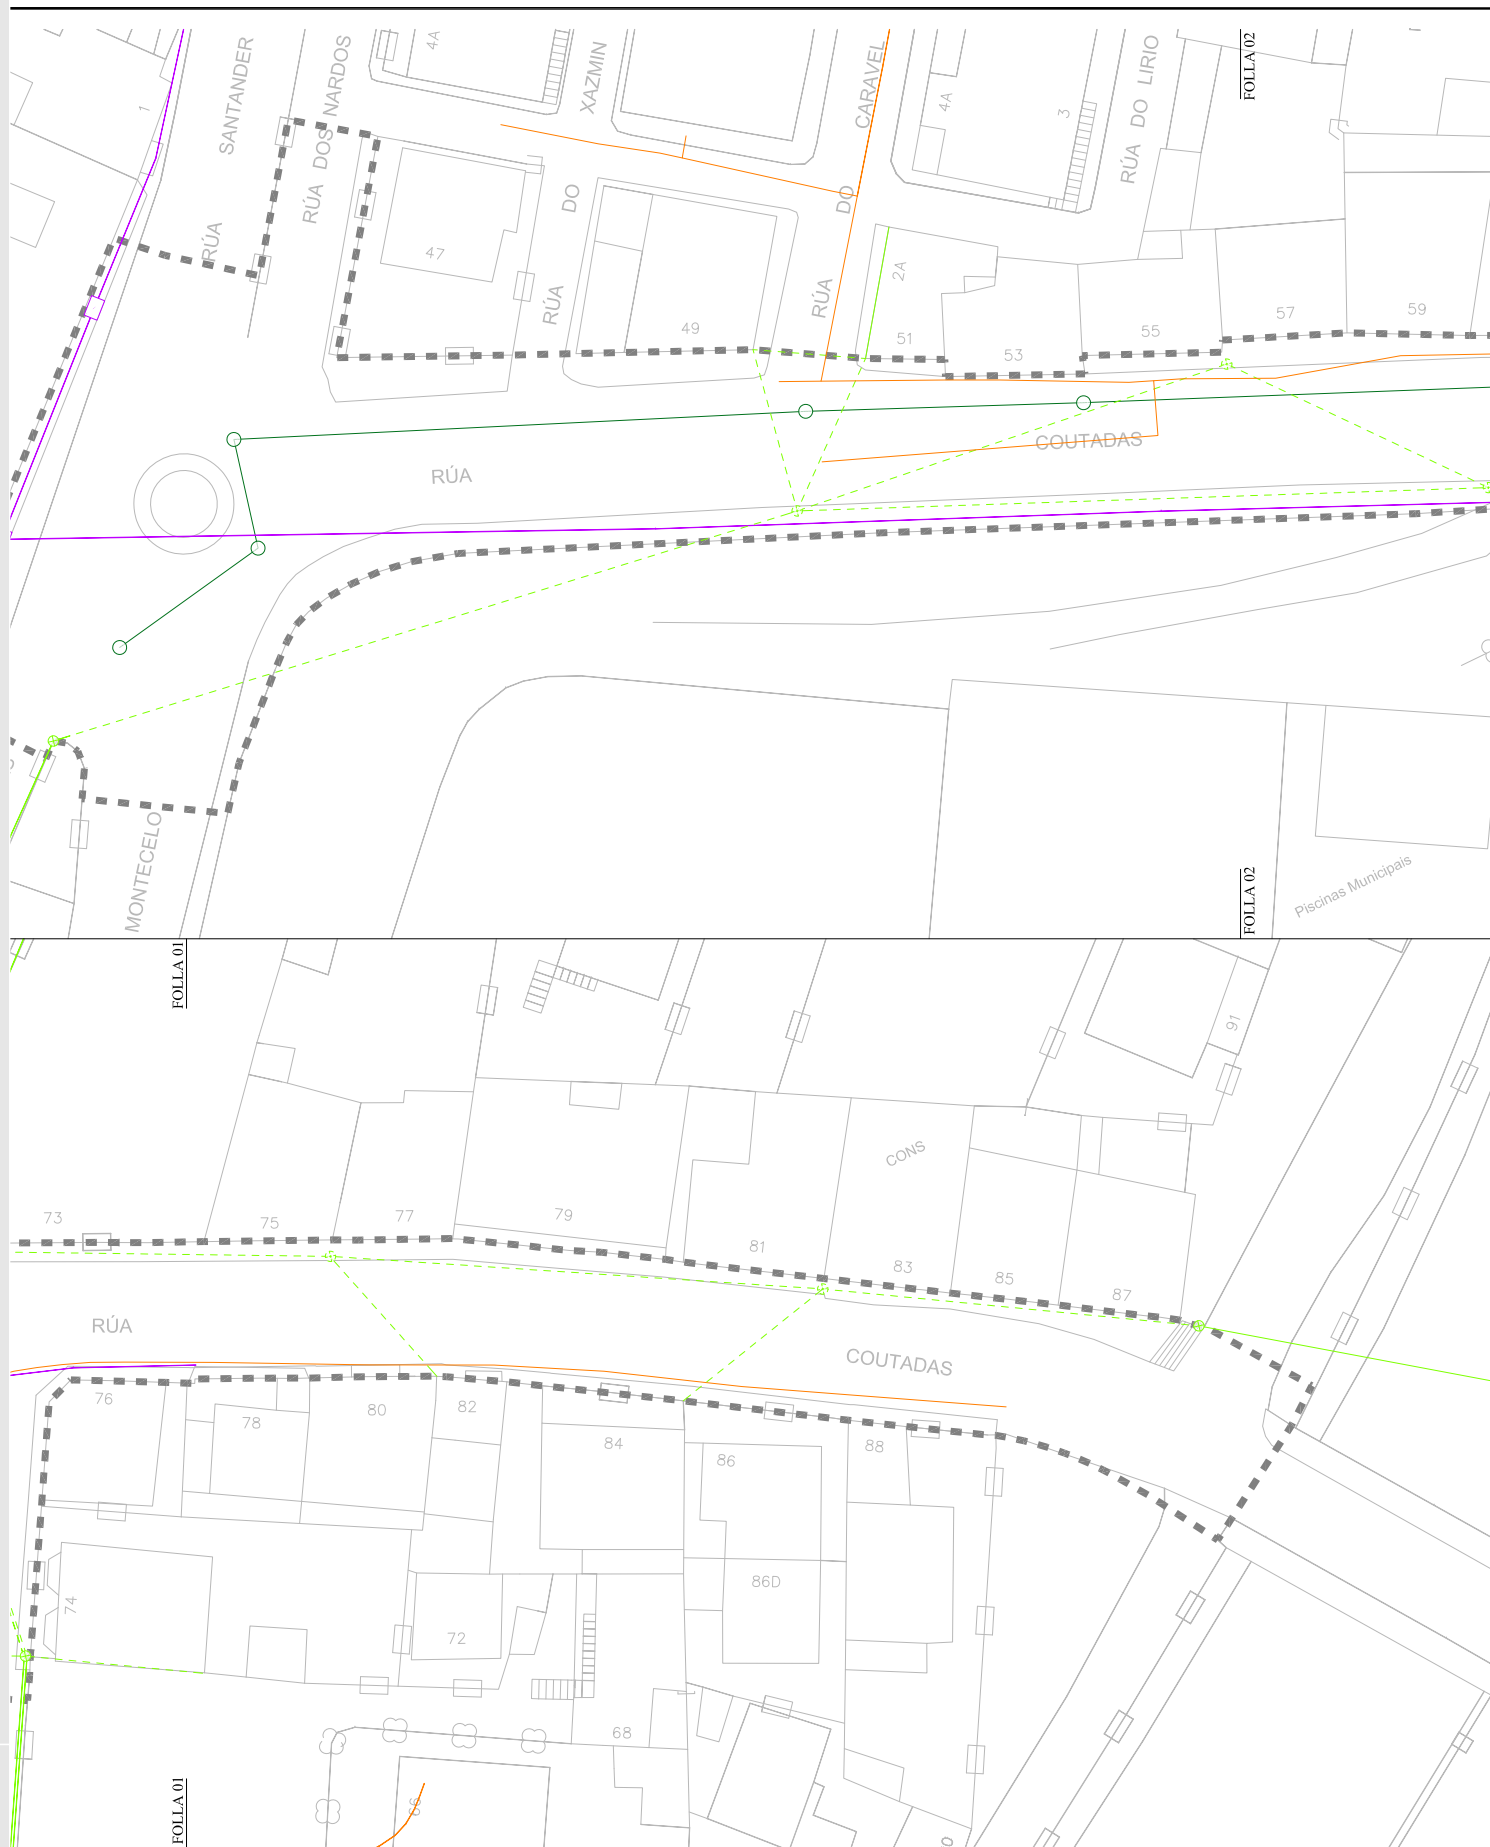 SANTANDER
RÚA
RÚA DOS NARDOS
4A
XAZMIN
DO
RÚA
CARAVEL
DO
RÚA
4A
3
RÚA DO LIRIO
FOLLA 02
1
47
49
2A
51
53
55
57
59
RÚA
COUTADAS
MONTECELO
Piscinas Municipais
FOLLA 02
FOLLA 01
91
CONS
73
75
77
79
81
83
85
87
RÚA
COUTADAS
76
78
80
82
84
86
88
86D
74
72
68
66
FOLLA 01